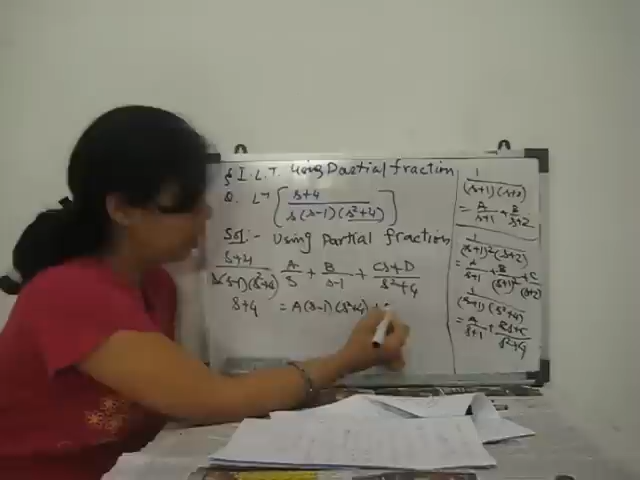 § I.L.T. using Partial fraction
Q. L⁻¹ [ s+4 / s(s-1)(s²+4) ]
Sol:- Using Partial fraction
s+4 / s(s-1)(s²+4) = A/s + B/s-1 + Cs+D / s²+4
s+4 = A(s-1)(s²+4) +
1 / (s+1)(s+2)
= A/s+1 + B/s+2
1 / (s+1)²(s+2)
= A/s+1 + B/(s+1)² + C/(s+2)
1 / (s+1)(s²+4)
= A/s+1 + Bs+C / s²+4